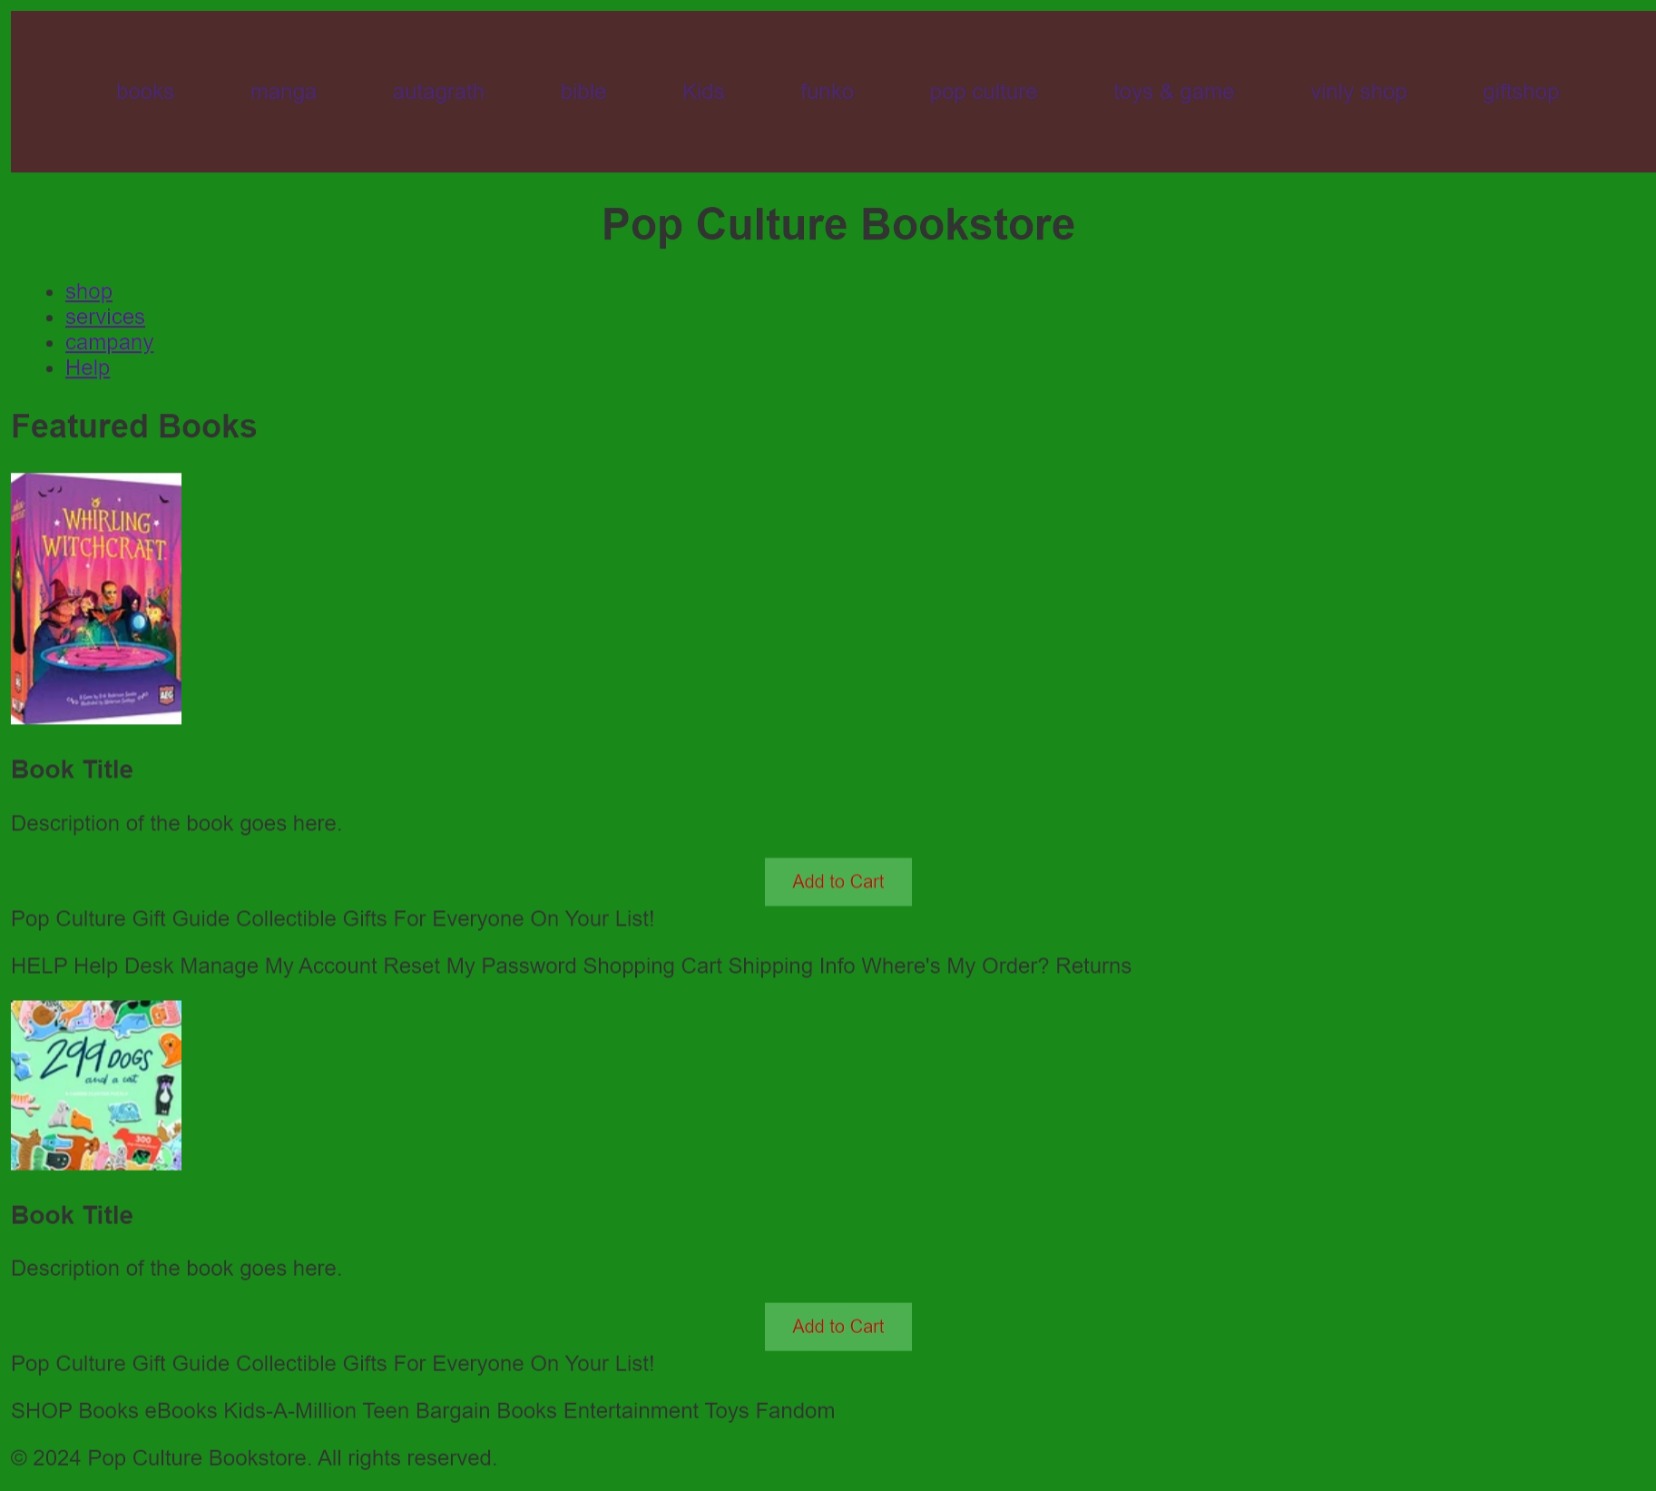 books manga autagrath bible Kids funko pop culture toys & game vinly shop giftshop
Pop Culture Bookstore
shop
services
campany
Help
Featured Books
WHIRLING
WITCHCRAFT
AEG
Book Title
Description of the book goes here.
Add to Cart
Pop Culture Gift Guide Collectible Gifts For Everyone On Your List!
HELP Help Desk Manage My Account Reset My Password Shopping Cart Shipping Info Where's My Order? Returns
299 DOGS
and a cat
300
Book Title
Description of the book goes here.
Add to Cart
Pop Culture Gift Guide Collectible Gifts For Everyone On Your List!
SHOP Books eBooks Kids-A-Million Teen Bargain Books Entertainment Toys Fandom
© 2024 Pop Culture Bookstore. All rights reserved.